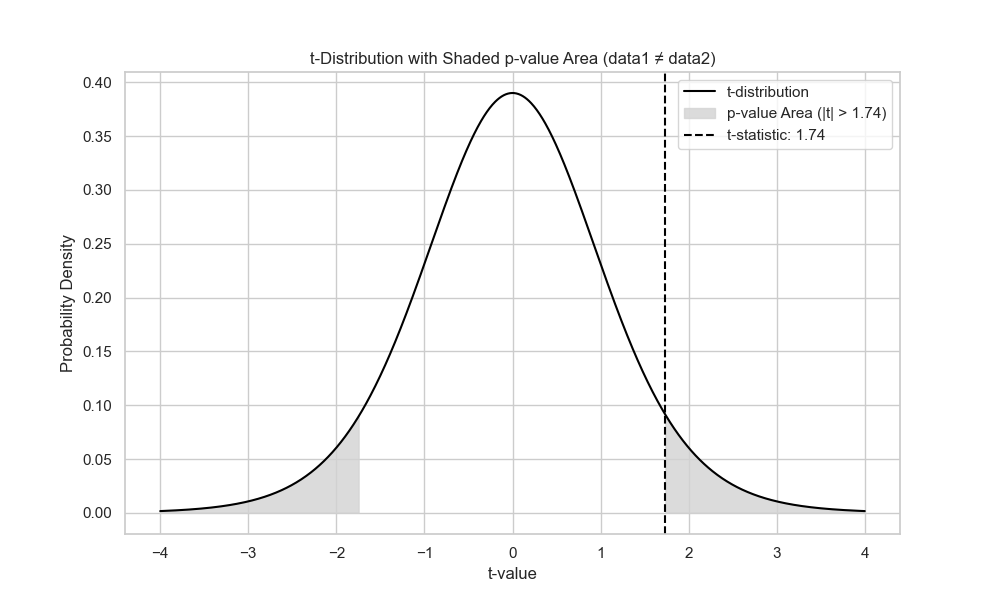 t-Distribution with Shaded p-value Area (data1 ≠ data2)
t-distribution
p-value Area (|t| > 1.74)
t-statistic: 1.74
0.40
0.35
0.30
0.25
0.20
0.15
0.10
0.05
0.00
Probability Density
−4 −3 −2 −1 0 1 2 3 4
t-value